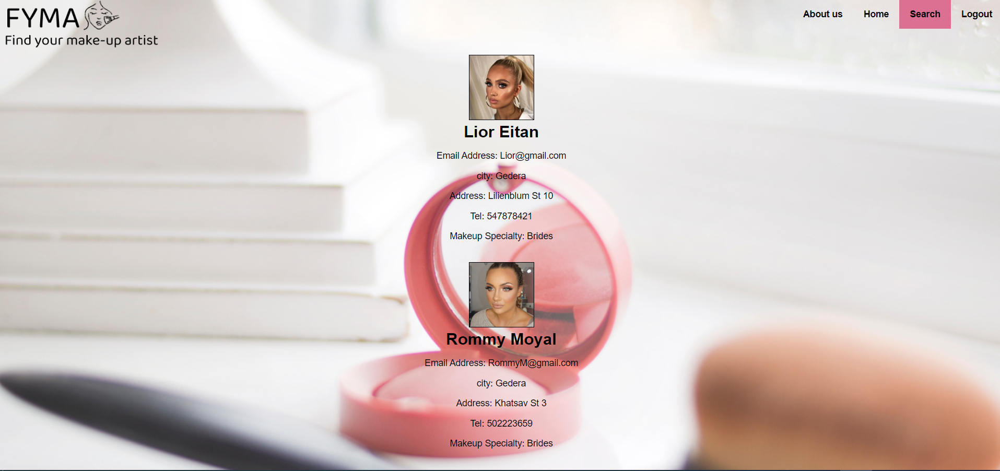 FYMA
Find your make-up artist
About us
Home
Search
Logout
Lior Eitan
Email Address: Lior@gmail.com
city: Gedera
Address: Lilienblum St 10
Tel: 547878421
Makeup Specialty: Brides
Rommy Moyal
Email Address: RommyM@gmail.com
city: Gedera
Address: Khatsav St 3
Tel: 502223659
Makeup Specialty: Brides